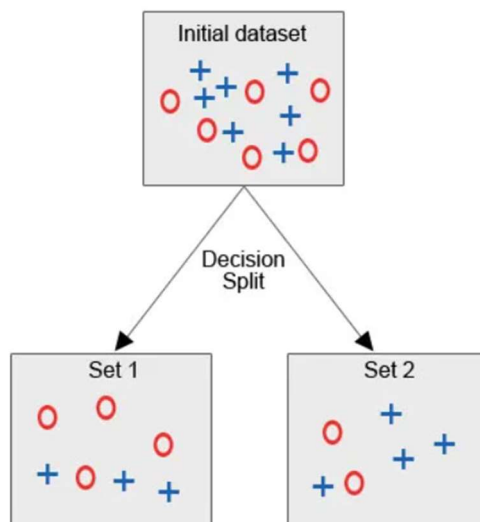 Initial dataset
Decision
Split
Set 1
Set 2